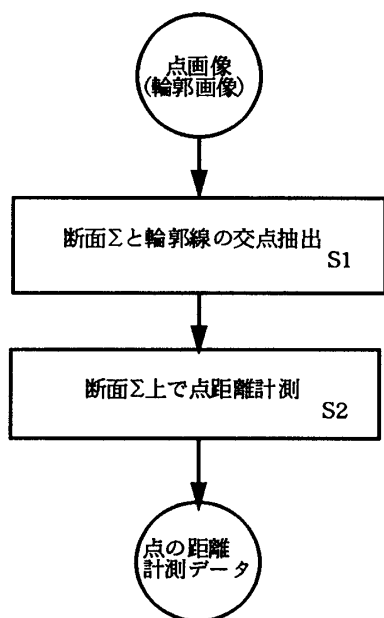 点画像
(輪郭画像)
断面Σと輪郭線の交点抽出
S1
断面Σ上で点距離計測
S2
点の距離
計測データ